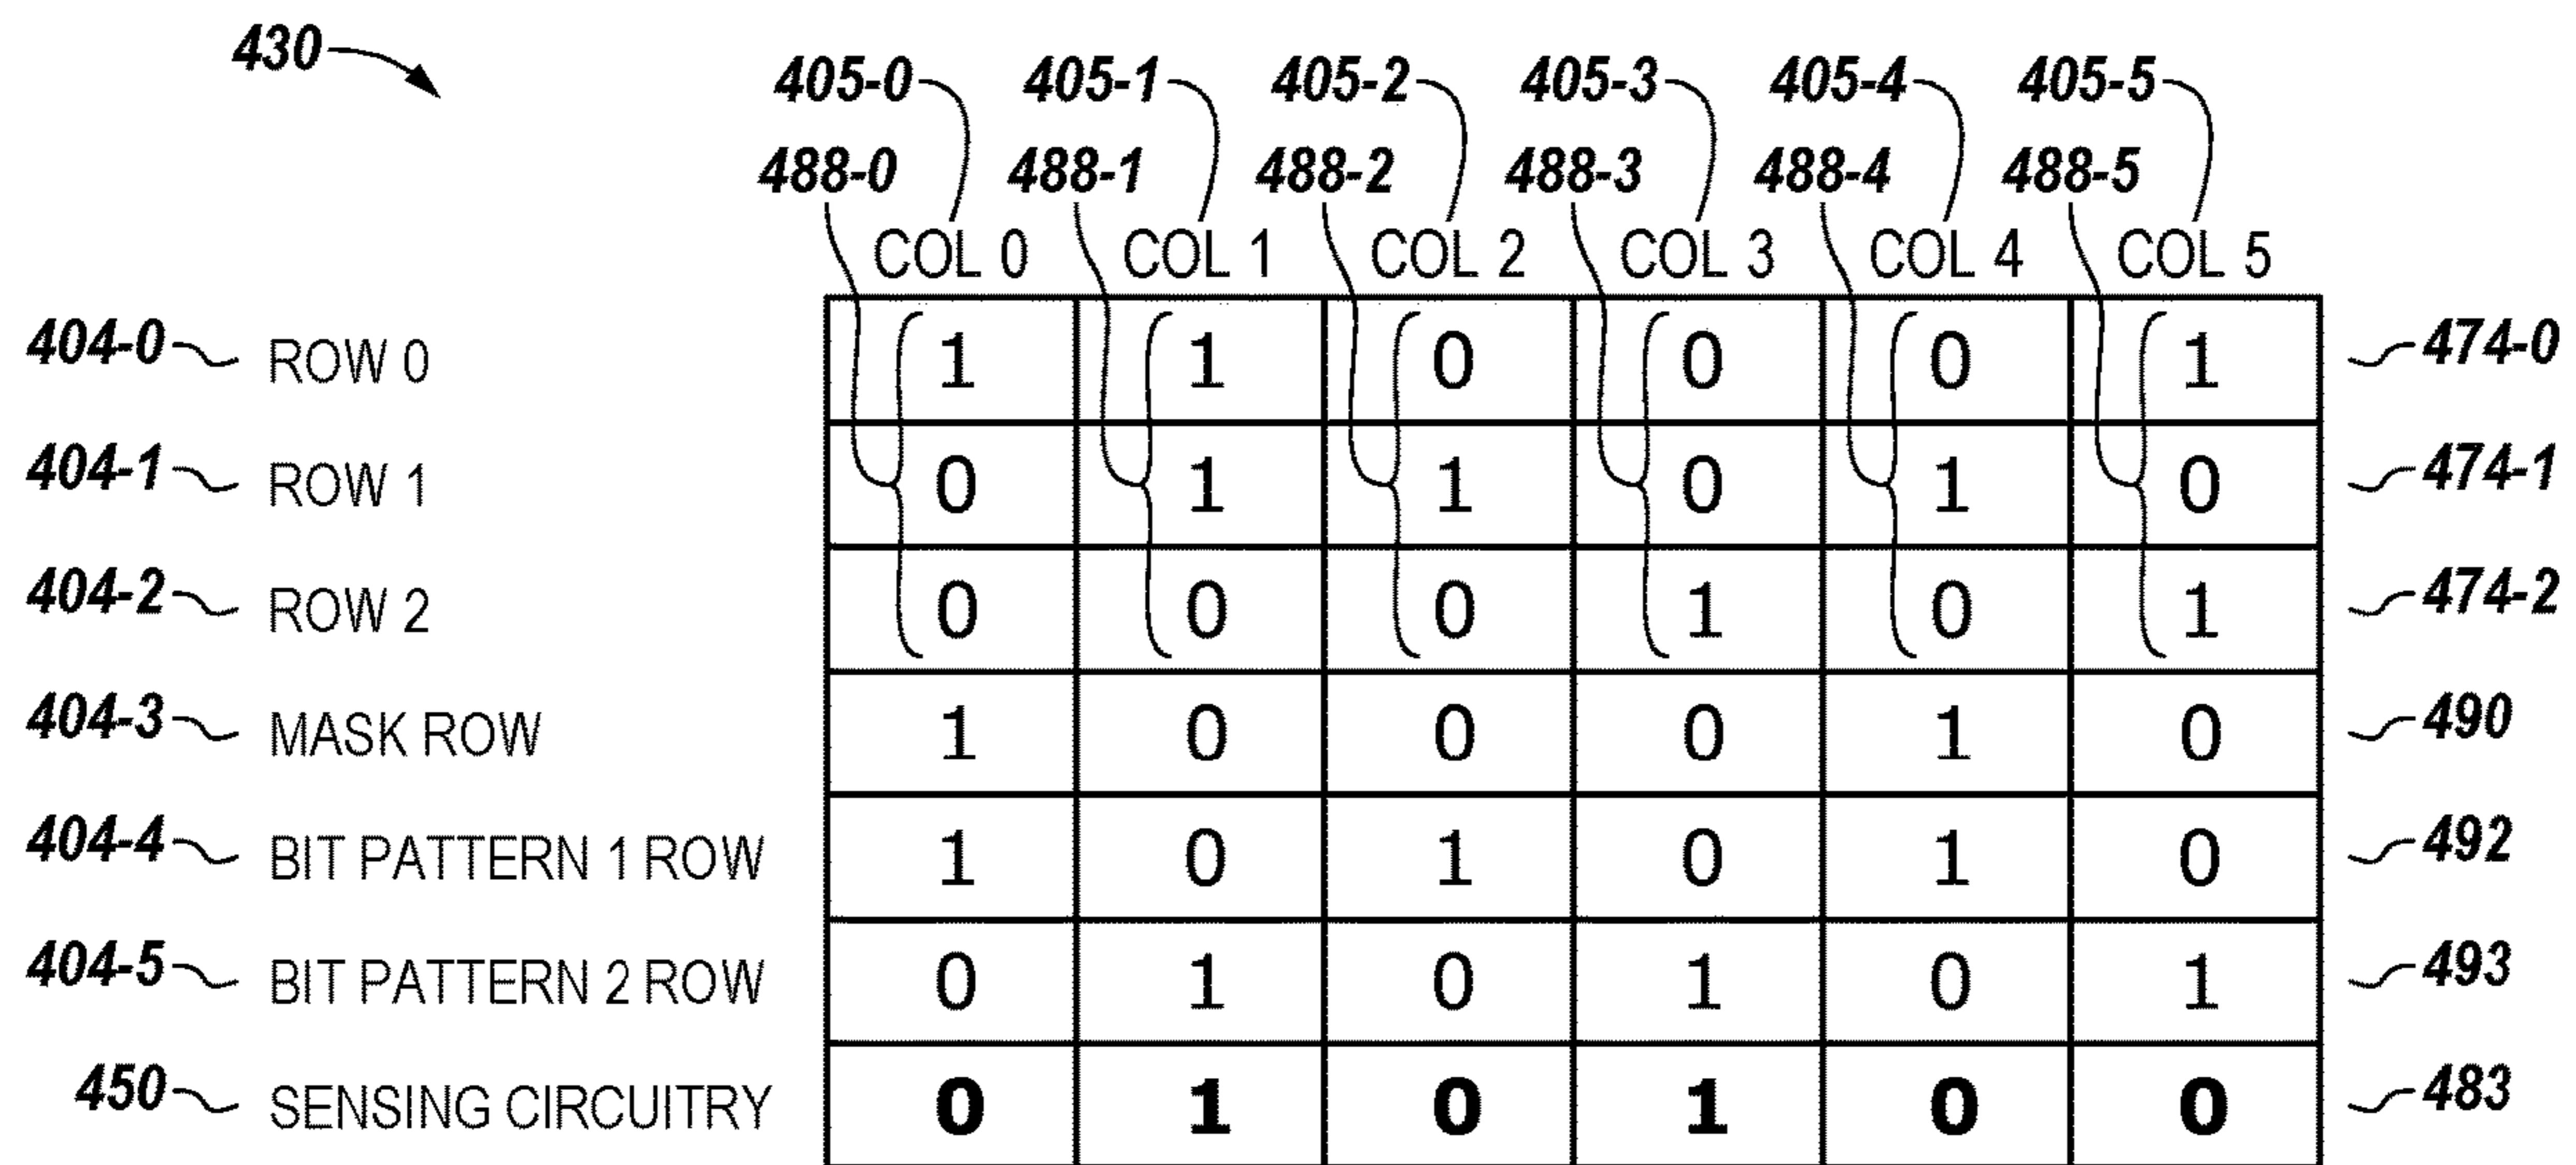 430
405-0 405-1 405-2 405-3 405-4 405-5
488-0 488-1 488-2 488-3 488-4 488-5
COL 0 COL 1 COL 2 COL 3 COL 4 COL 5
404-0 ROW 0 1 1 0 0 0 1 474-0
404-1 ROW 1 0 1 1 0 1 0 474-1
404-2 ROW 2 0 0 0 1 0 1 474-2
404-3 MASK ROW 1 0 0 0 1 0 490
404-4 BIT PATTERN 1 ROW 1 0 1 0 1 0 492
404-5 BIT PATTERN 2 ROW 0 1 0 1 0 1 493
450 SENSING CIRCUITRY 0 1 0 1 0 0 483